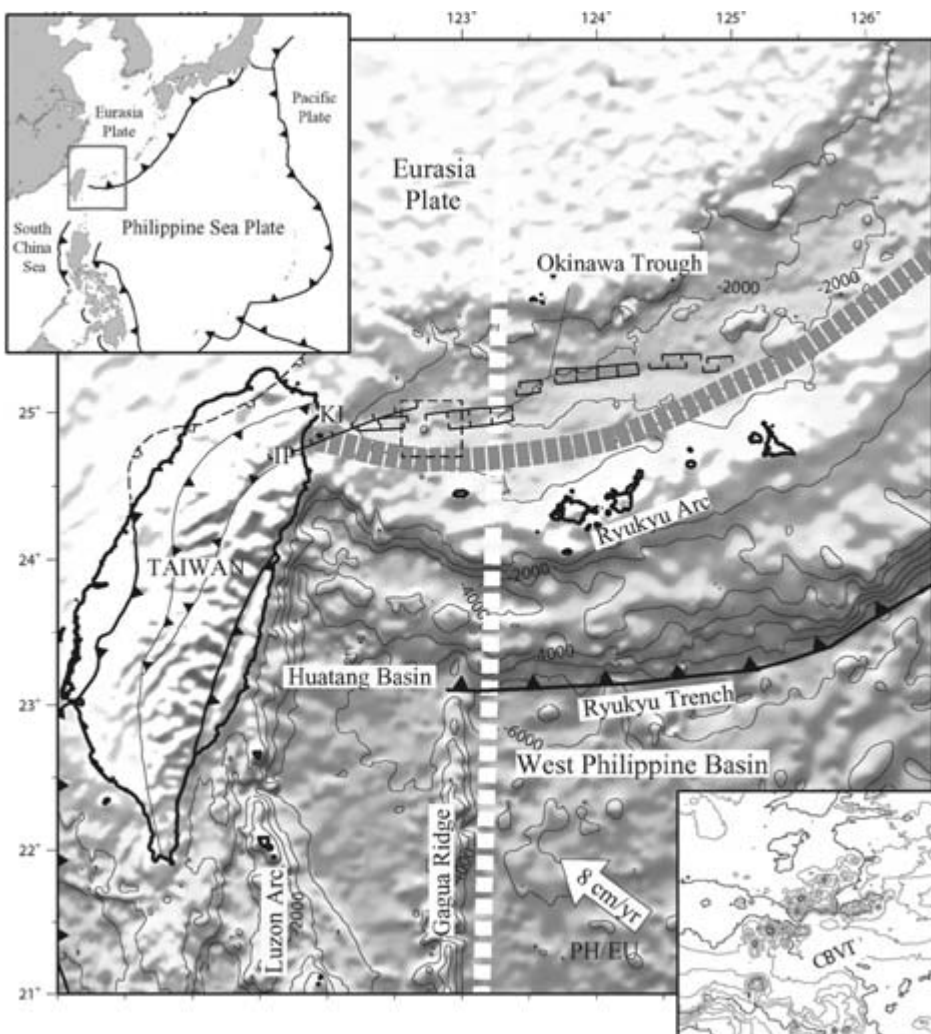 123°
124°
125°
126°
Eurasia
Plate
Pacific
Plate
South
China
Sea
Philippine Sea Plate
Eurasia
Plate
Okinawa Trough
-2000
-2000
25°
KI
IP
Ryukyu Arc
24°
TAIWAN
-2000
-4000
-4000
Huatang Basin
23°
Ryukyu Trench
-6000
West Philippine Basin
22°
Gagua Ridge
Luzon Arc
-2000
8 cm/yr
PH/EU
CBVT
21°